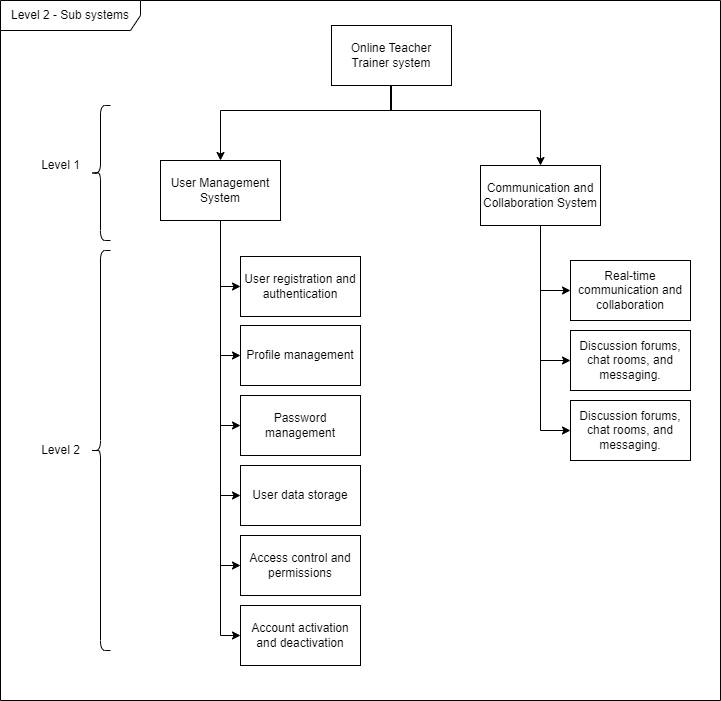 Level 2 - Sub systems
Online Teacher
Trainer system
Level 1
User Management
System
Communication and
Collaboration System
Level 2
User registration and
authentication
Profile management
Password
management
User data storage
Access control and
permissions
Account activation
and deactivation
Real-time
communication and
collaboration
Discussion forums,
chat rooms, and
messaging.
Discussion forums,
chat rooms, and
messaging.